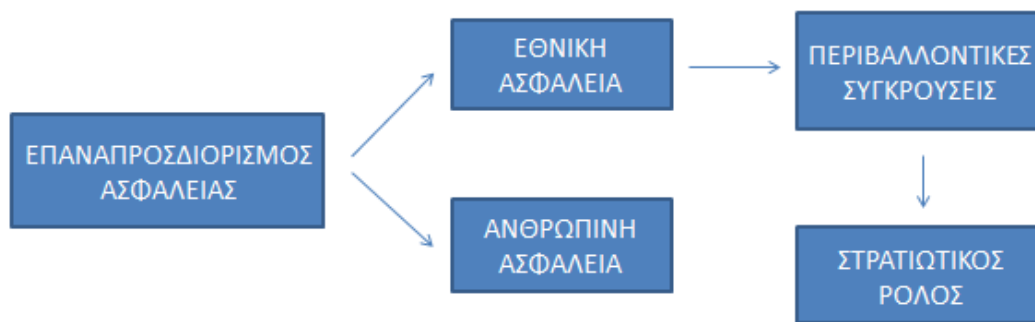 ΕΠΑΝΑΠΡΟΣΔΙΟΡΙΣΜΟΣ
ΑΣΦΑΛΕΙΑΣ
ΕΘΝΙΚΗ
ΑΣΦΑΛΕΙΑ
ΑΝΘΡΩΠΙΝΗ
ΑΣΦΑΛΕΙΑ
ΠΕΡΙΒΑΛΛΟΝΤΙΚΕΣ
ΣΥΓΚΡΟΥΣΕΙΣ
ΣΤΡΑΤΙΩΤΙΚΟΣ
ΡΟΛΟΣ